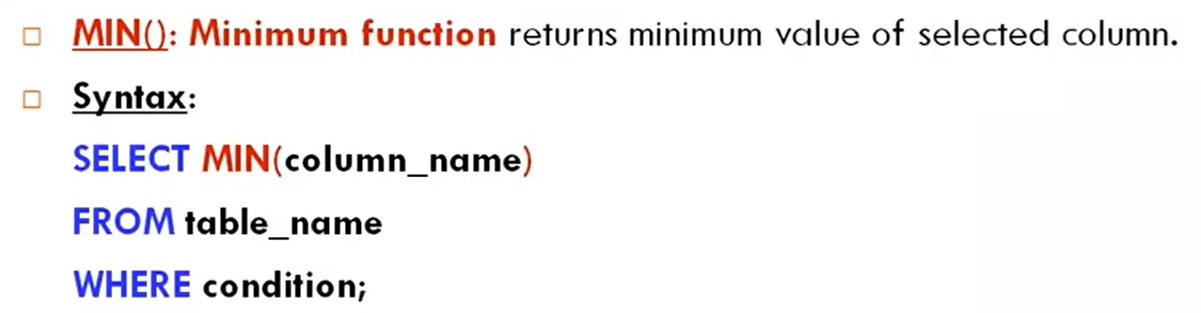 MIN(): Minimum function returns minimum value of selected column.
Syntax:
SELECT MIN(column_name)
FROM table_name
WHERE condition;